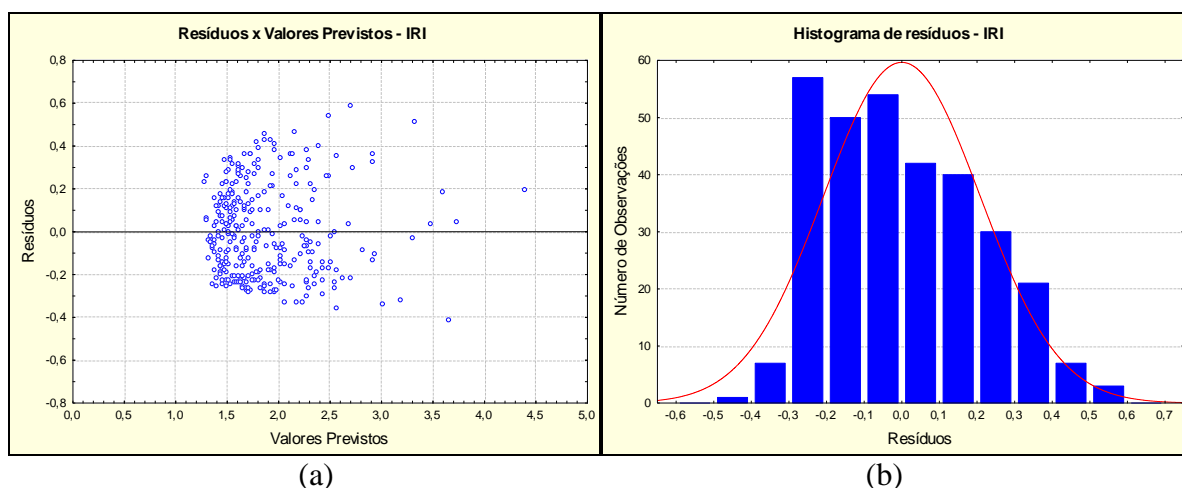 Resíduos x Valores Previstos - IRI
0,8
0,6
0,4
0,2
0,0
-0,2
-0,4
-0,6
-0,8
0,0 0,5 1,0 1,5 2,0 2,5 3,0 3,5 4,0 4,5 5,0
Valores Previstos
Resíduos
(a)
Histograma de resíduos - IRI
60
50
40
30
20
10
0
-0,6 -0,5 -0,4 -0,3 -0,2 -0,1 0,0 0,1 0,2 0,3 0,4 0,5 0,6 0,7
Resíduos
Número de Observações
(b)